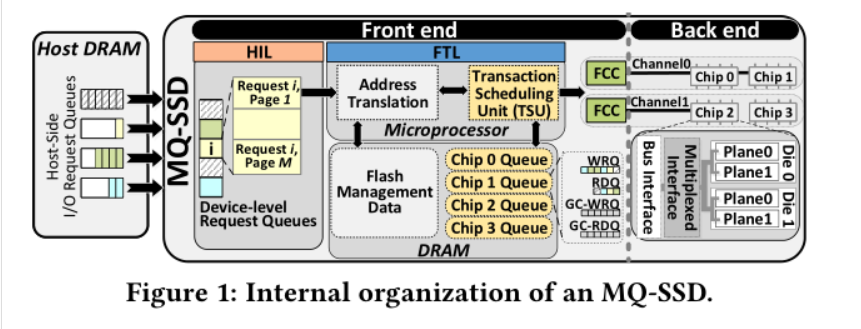 Front end
Back end
Host DRAM
Host-Side
I/O Request Queues
MQ-SSD
HIL
Request i,
Page 1
i
Request i,
Page M
Device-level
Request Queues
FTL
Address
Translation
Transaction
Scheduling
Unit (TSU)
Microprocessor
Flash
Management
Data
Chip 0 Queue
Chip 1 Queue
Chip 2 Queue
Chip 3 Queue
DRAM
WRQ
RDQ
GC-WRQ
GC-RDQ
FCC
Channel0
Chip 0
Chip 1
FCC
Channel1
Chip 2
Chip 3
Bus Interface
Multiplexed
Interface
Plane0
Plane1
Die 0
Plane0
Plane1
Die 1
Figure 1: Internal organization of an MQ-SSD.